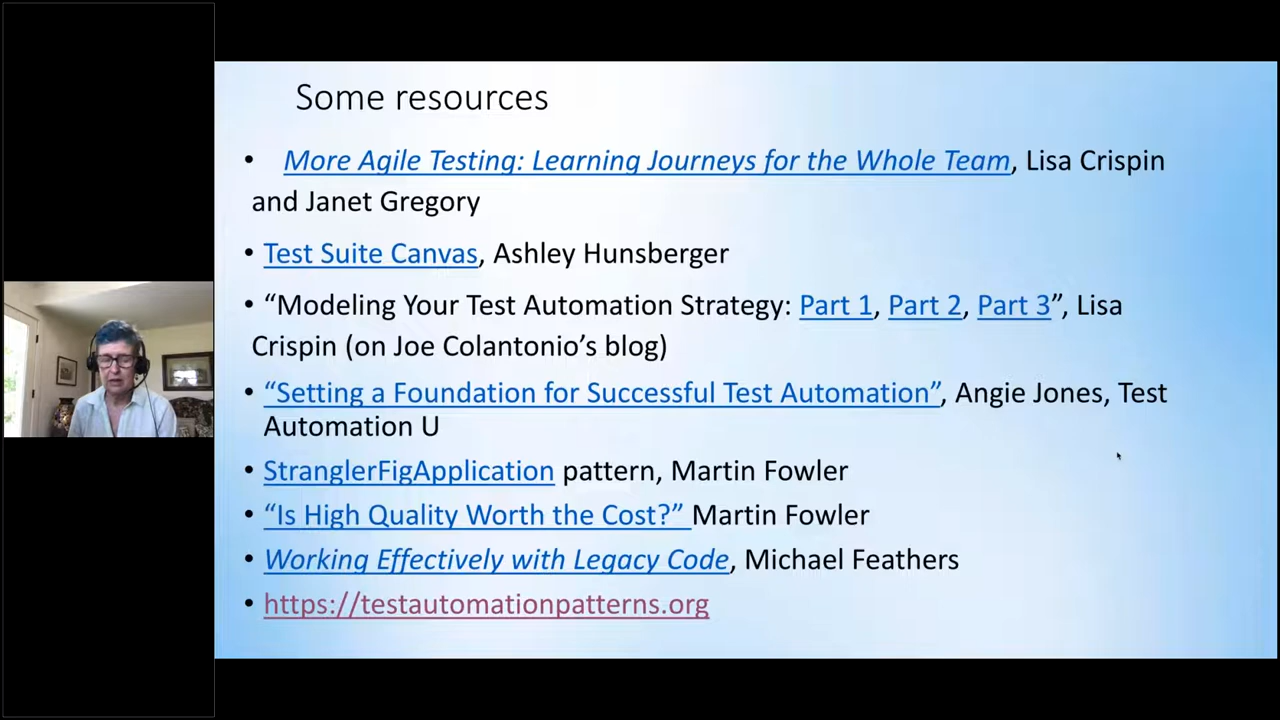 Some resources
• More Agile Testing: Learning Journeys for the Whole Team, Lisa Crispin
and Janet Gregory
• Test Suite Canvas, Ashley Hunsberger
• “Modeling Your Test Automation Strategy: Part 1, Part 2, Part 3”, Lisa
Crispin (on Joe Colantonio’s blog)
• “Setting a Foundation for Successful Test Automation”, Angie Jones, Test
Automation U
• StranglerFigApplication pattern, Martin Fowler
• “Is High Quality Worth the Cost?” Martin Fowler
• Working Effectively with Legacy Code, Michael Feathers
• https://testautomationpatterns.org